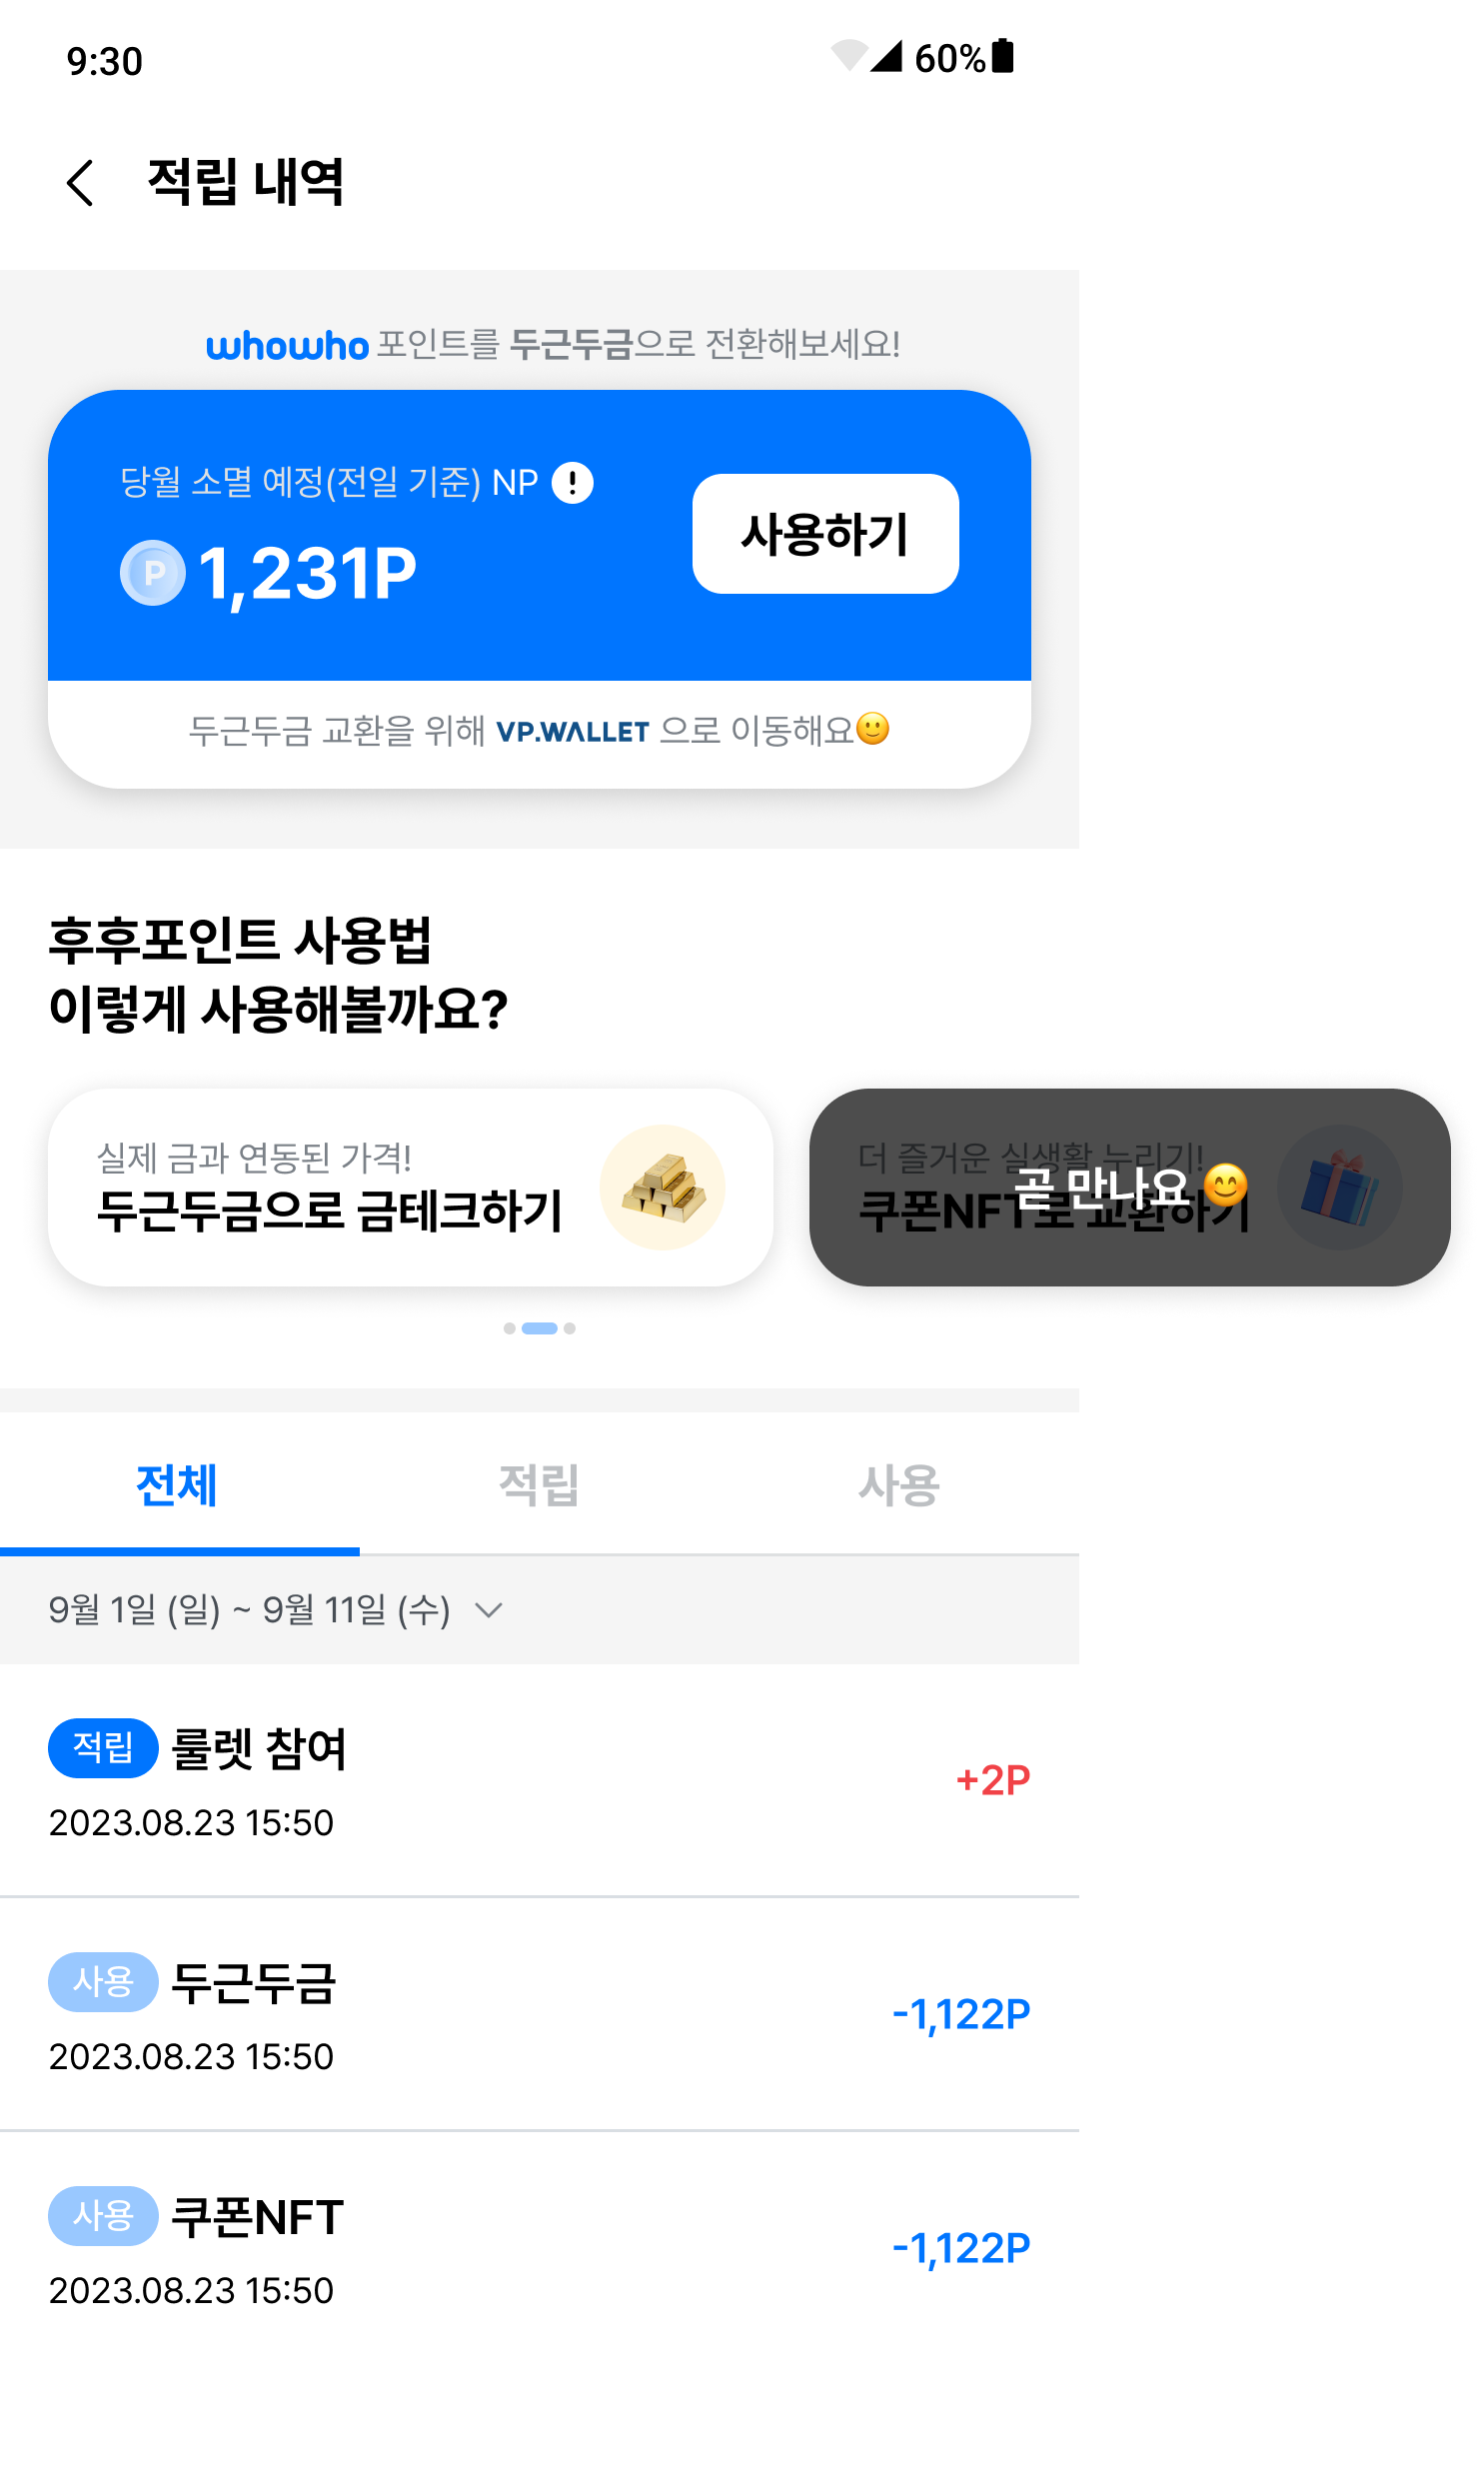 9:30
60%
적립 내역
whowho 포인트를 두근두금으로 전환해보세요!
당월 소멸 예정(전일 기준) NP !
P 1,231P
사용하기
두근두금 교환을 위해 VP.WALLET 으로 이동해요🙂
후후포인트 사용법
이렇게 사용해볼까요?
실제 금과 연동된 가격!
두근두금으로 금테크하기
더 즐거운 실생활 누리기!
쿠폰NFT로 교환하기
곧 만나요 😊
전체
적립
사용
9월 1일 (일) ~ 9월 11일 (수)
적립 룰렛 참여
+2P
2023.08.23 15:50
사용 두근두금
-1,122P
2023.08.23 15:50
사용 쿠폰NFT
-1,122P
2023.08.23 15:50